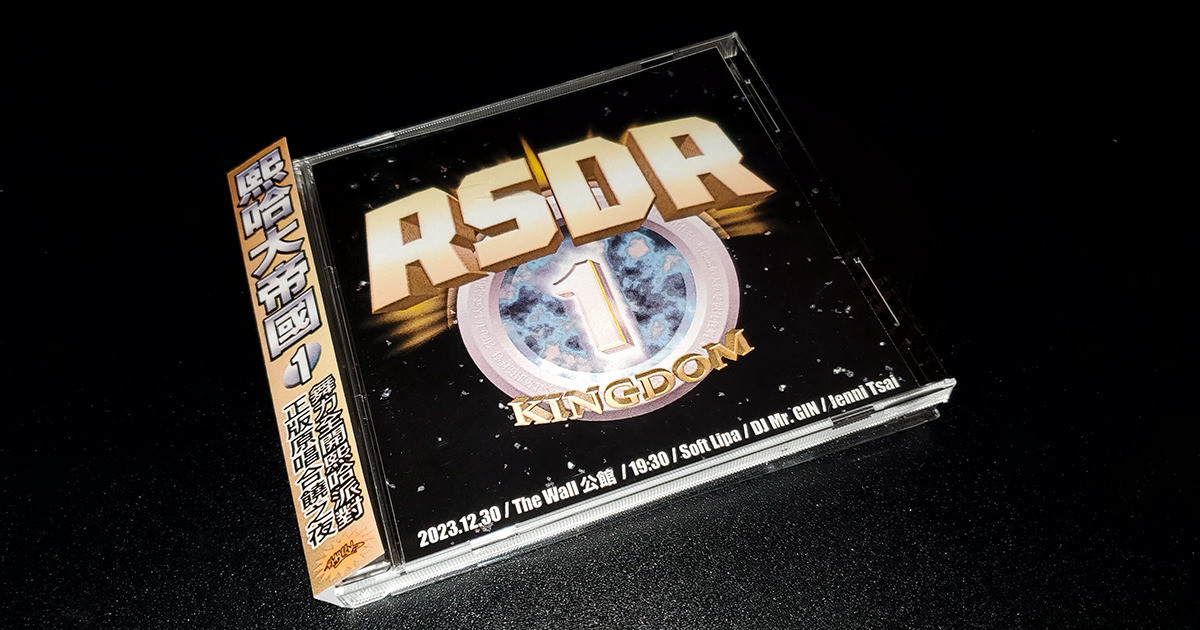 熙哈大帝國1
舞力全開熙哈派對
正版原唱合饒之夜
RSDR
1
KINGDOM
2023.12.30 / The Wall 公館 / 19:30 / Soft Lipa / DJ Mr. GIN / Jenni Tsai